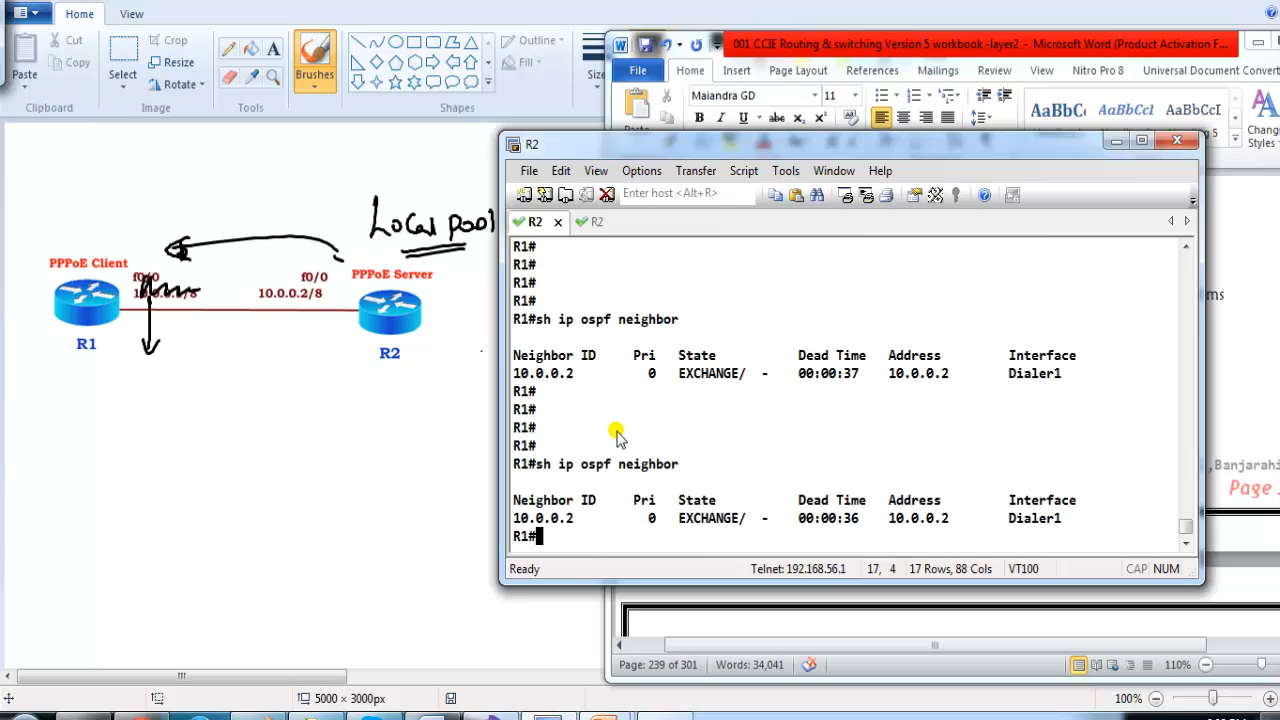 Home
View
Paste
Cut
Copy
Clipboard
Select
Crop
Resize
Rotate
Image
A
Tools
Brushes
Outline
Fill
Shapes
Local pool
PPPoE Client
f0/0
f0/0
PPPoE Server
10.0.0.2/8
R1
R2
5000 × 3000px
100%
001 CCIE Routing & switching Version 5 workbook -layer2 - Microsoft Word (Product Activation F...
File
Home
Insert
Page Layout
References
Mailings
Review
View
Nitro Pro 8
Universal Document Convert
Maiandra GD
11
B I U abc x₂ x²
AaBbCc AaBbCcI AaBbCcI
A
Change
Styles
ms
,Banjarahi
Page
Page: 239 of 301
Words: 34,041
110%
R2
File
Edit
View
Options
Transfer
Script
Tools
Window
Help
Enter host <Alt+R>
R2
R2
R1#
R1#
R1#
R1#
R1#sh ip ospf neighbor
Neighbor ID Pri State Dead Time Address Interface
10.0.0.2 0 EXCHANGE/ - 00:00:37 10.0.0.2 Dialer1
R1#
R1#
R1#
R1#
R1#sh ip ospf neighbor
Neighbor ID Pri State Dead Time Address Interface
10.0.0.2 0 EXCHANGE/ - 00:00:36 10.0.0.2 Dialer1
R1#
Ready
Telnet: 192.168.56.1
17, 4
17 Rows, 88 Cols
VT100
CAP
NUM